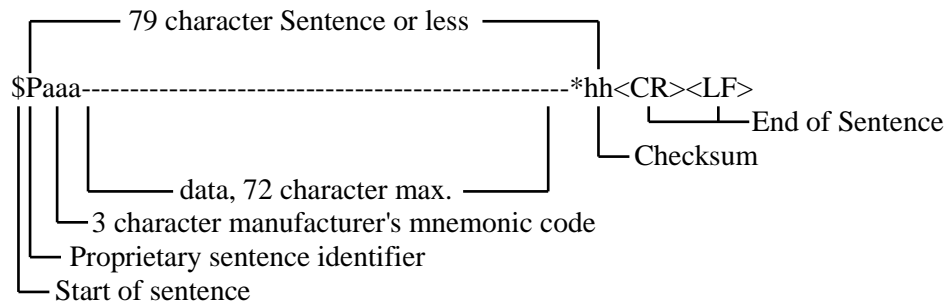 79 character Sentence or less
$Paaa---------------------------------------------------*hh<CR><LF>
End of Sentence
Checksum
data, 72 character max.
3 character manufacturer's mnemonic code
Proprietary sentence identifier
Start of sentence